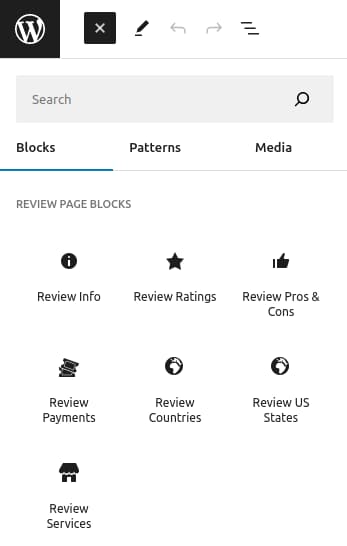 Search
Blocks Patterns Media
REVIEW PAGE BLOCKS
Review Info Review Ratings Review Pros &
Cons
Review Review Review US
Payments Countries States
Review
Services